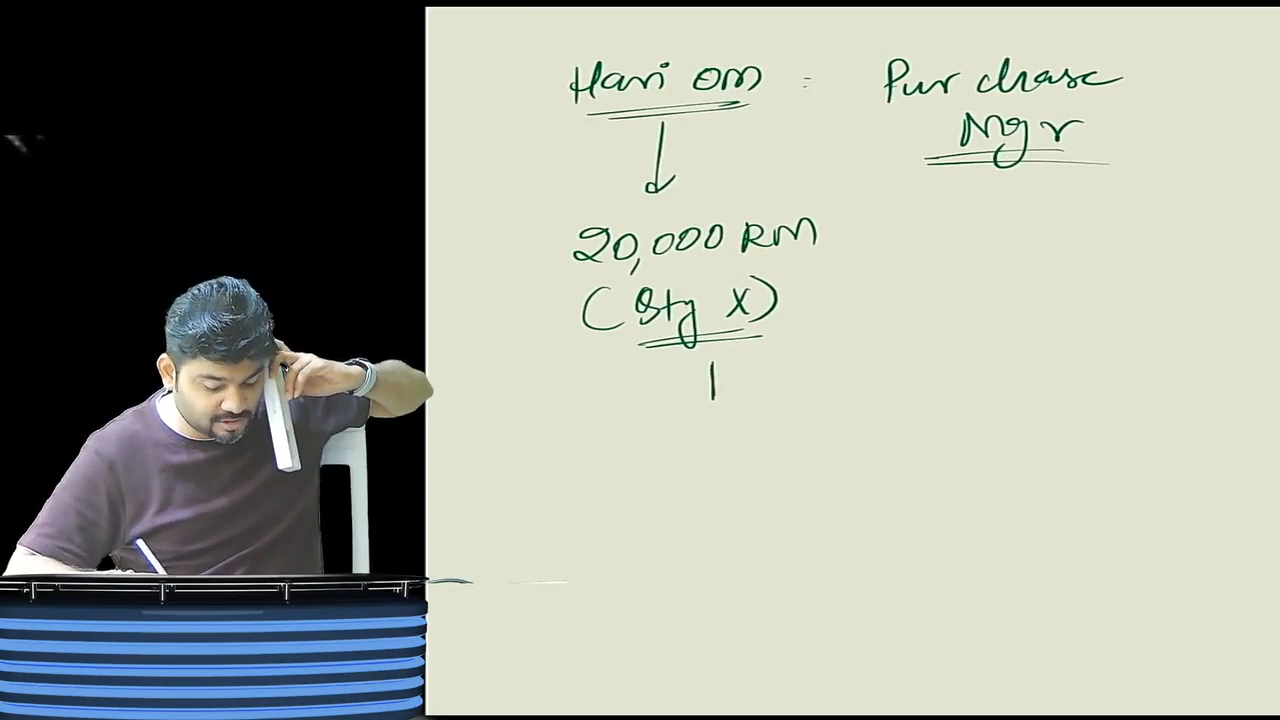 Hari Om = Purchase
Mgr
20,000 RM
(Qty X)